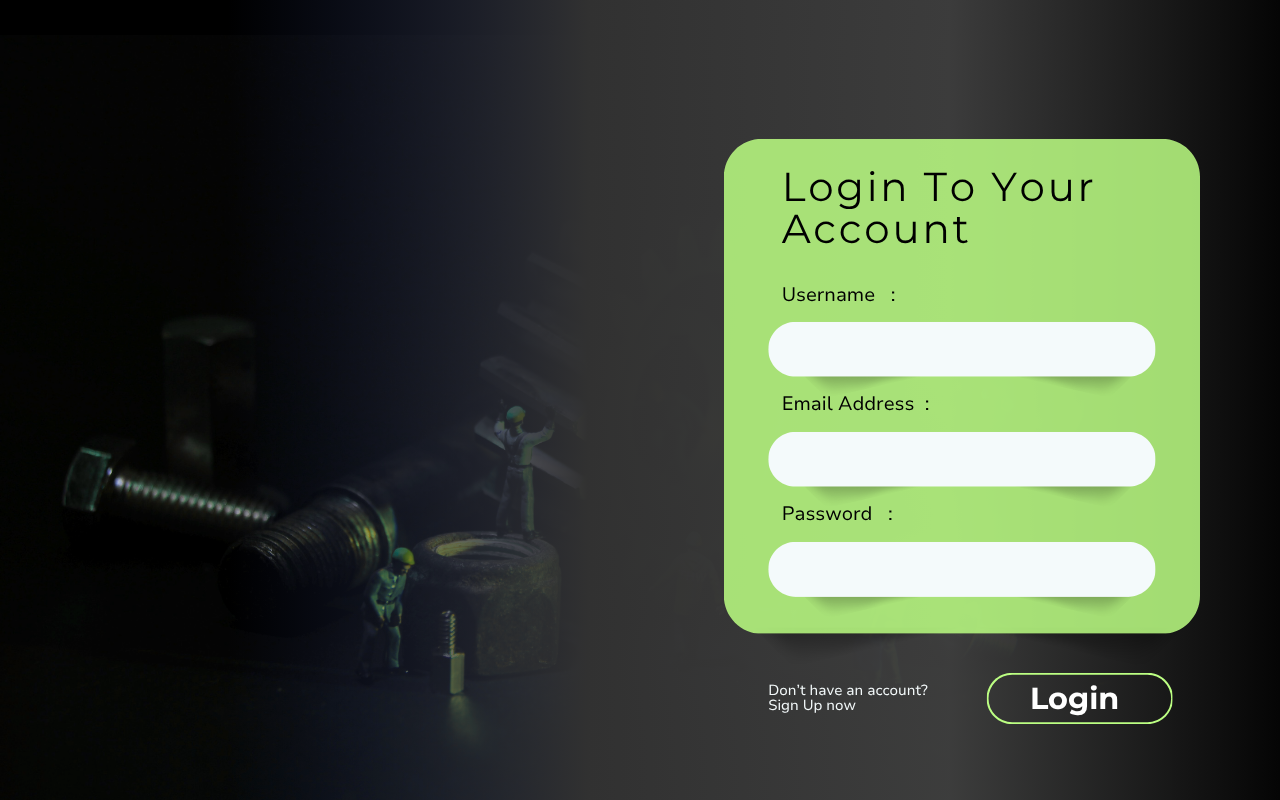 Login To Your
Account
Username :
Email Address :
Password :
Don't have an account?
Sign Up now
Login